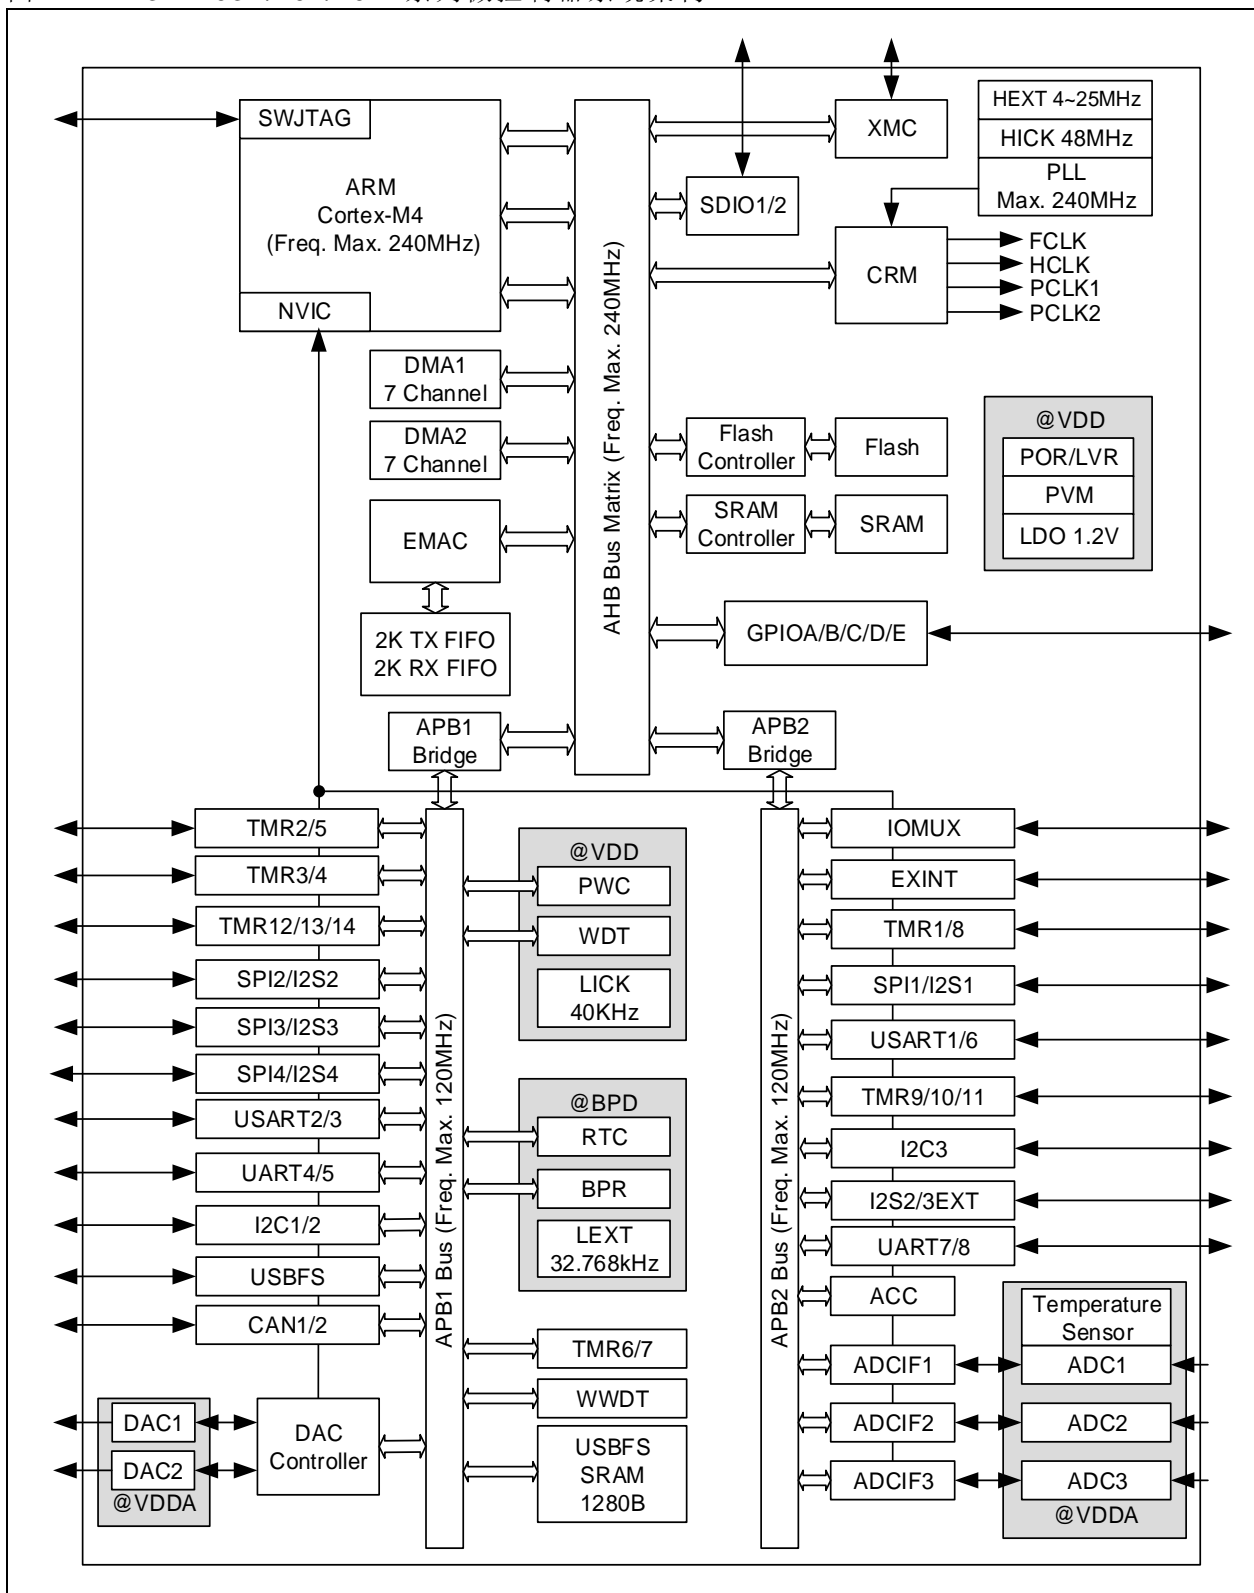 SWJTAG
ARM
Cortex-M4
(Freq. Max. 240MHz)
NVIC
DMA1
7 Channel
DMA2
7 Channel
EMAC
2K TX FIFO
2K RX FIFO
APB1
Bridge
AHB Bus Matrix (Freq. Max. 240MHz)
XMC
SDIO1/2
HEXT 4~25MHz
HICK 48MHz
PLL
Max. 240MHz
CRM
FCLK
HCLK
PCLK1
PCLK2
Flash
Controller
Flash
SRAM
Controller
SRAM
@VDD
POR/LVR
PVM
LDO 1.2V
GPIOA/B/C/D/E
APB2
Bridge
TMR2/5
TMR3/4
TMR12/13/14
SPI2/I2S2
SPI3/I2S3
SPI4/I2S4
USART2/3
UART4/5
I2C1/2
USBFS
CAN1/2
DAC1
DAC2
@VDDA
DAC
Controller
APB1 Bus (Freq. Max. 120MHz)
@VDD
PWC
WDT
LICK
40KHz
@BPD
RTC
BPR
LEXT
32.768kHz
TMR6/7
WWDT
USBFS
SRAM
1280B
APB2 Bus (Freq. Max. 120MHz)
IOMUX
EXINT
TMR1/8
SPI1/I2S1
USART1/6
TMR9/10/11
I2C3
I2S2/3EXT
UART7/8
ACC
ADCIF1
ADCIF2
ADCIF3
Temperature
Sensor
ADC1
ADC2
ADC3
@VDDA